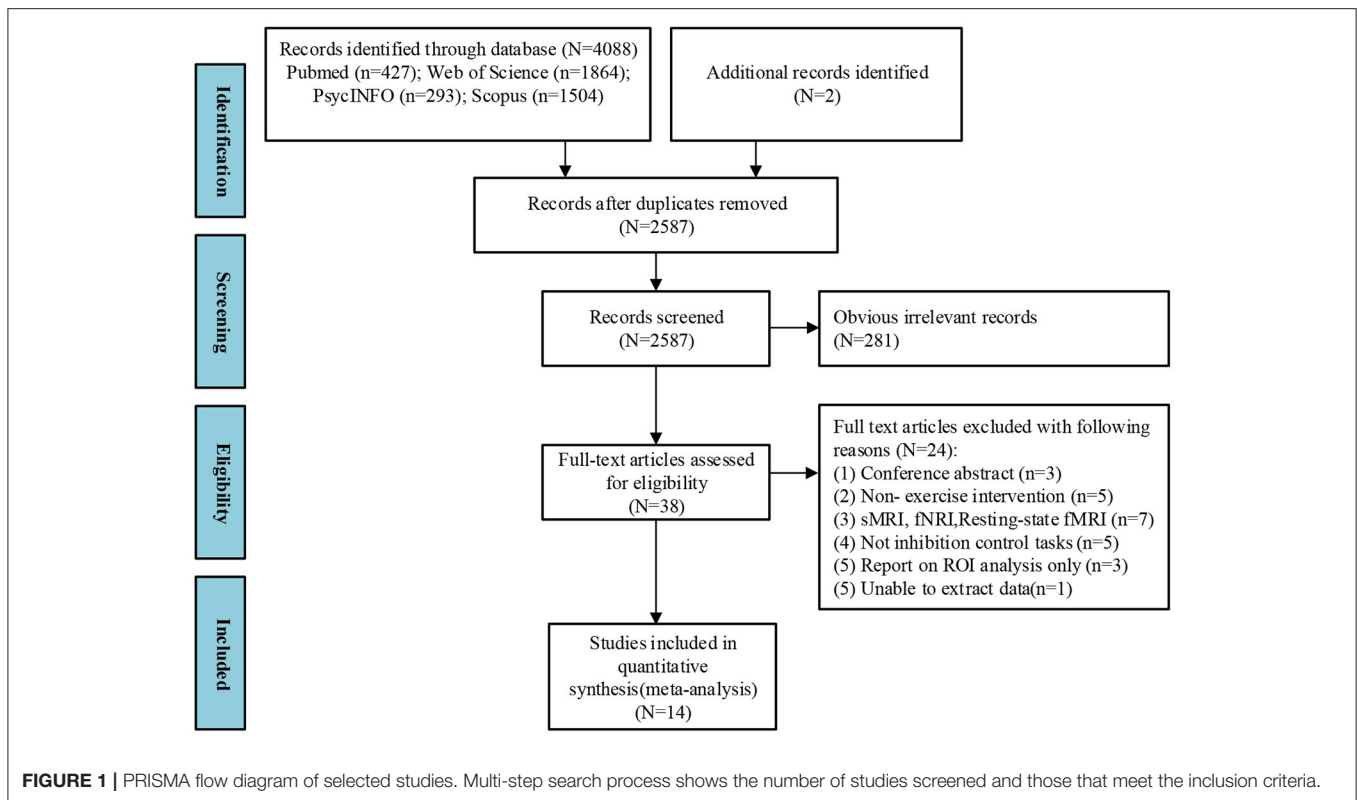 Identification
Records identified through database (N=4088)
Pubmed (n=427); Web of Science (n=1864);
PsycINFO (n=293); Scopus (n=1504)
Additional records identified
(N=2)
Records after duplicates removed
(N=2587)
Screening
Records screened
(N=2587)
Obvious irrelevant records
(N=281)
Eligibility
Full-text articles assessed
for eligibility
(N=38)
Full text articles excluded with following
reasons (N=24):
(1) Conference abstract (n=3)
(2) Non- exercise intervention (n=5)
(3) sMRI, fNRI,Resting-state fMRI (n=7)
(4) Not inhibition control tasks (n=5)
(5) Report on ROI analysis only (n=3)
(5) Unable to extract data(n=1)
Included
Studies included in
quantitative
synthesis(meta-analysis)
(N=14)
FIGURE 1 | PRISMA flow diagram of selected studies. Multi-step search process shows the number of studies screened and those that meet the inclusion criteria.